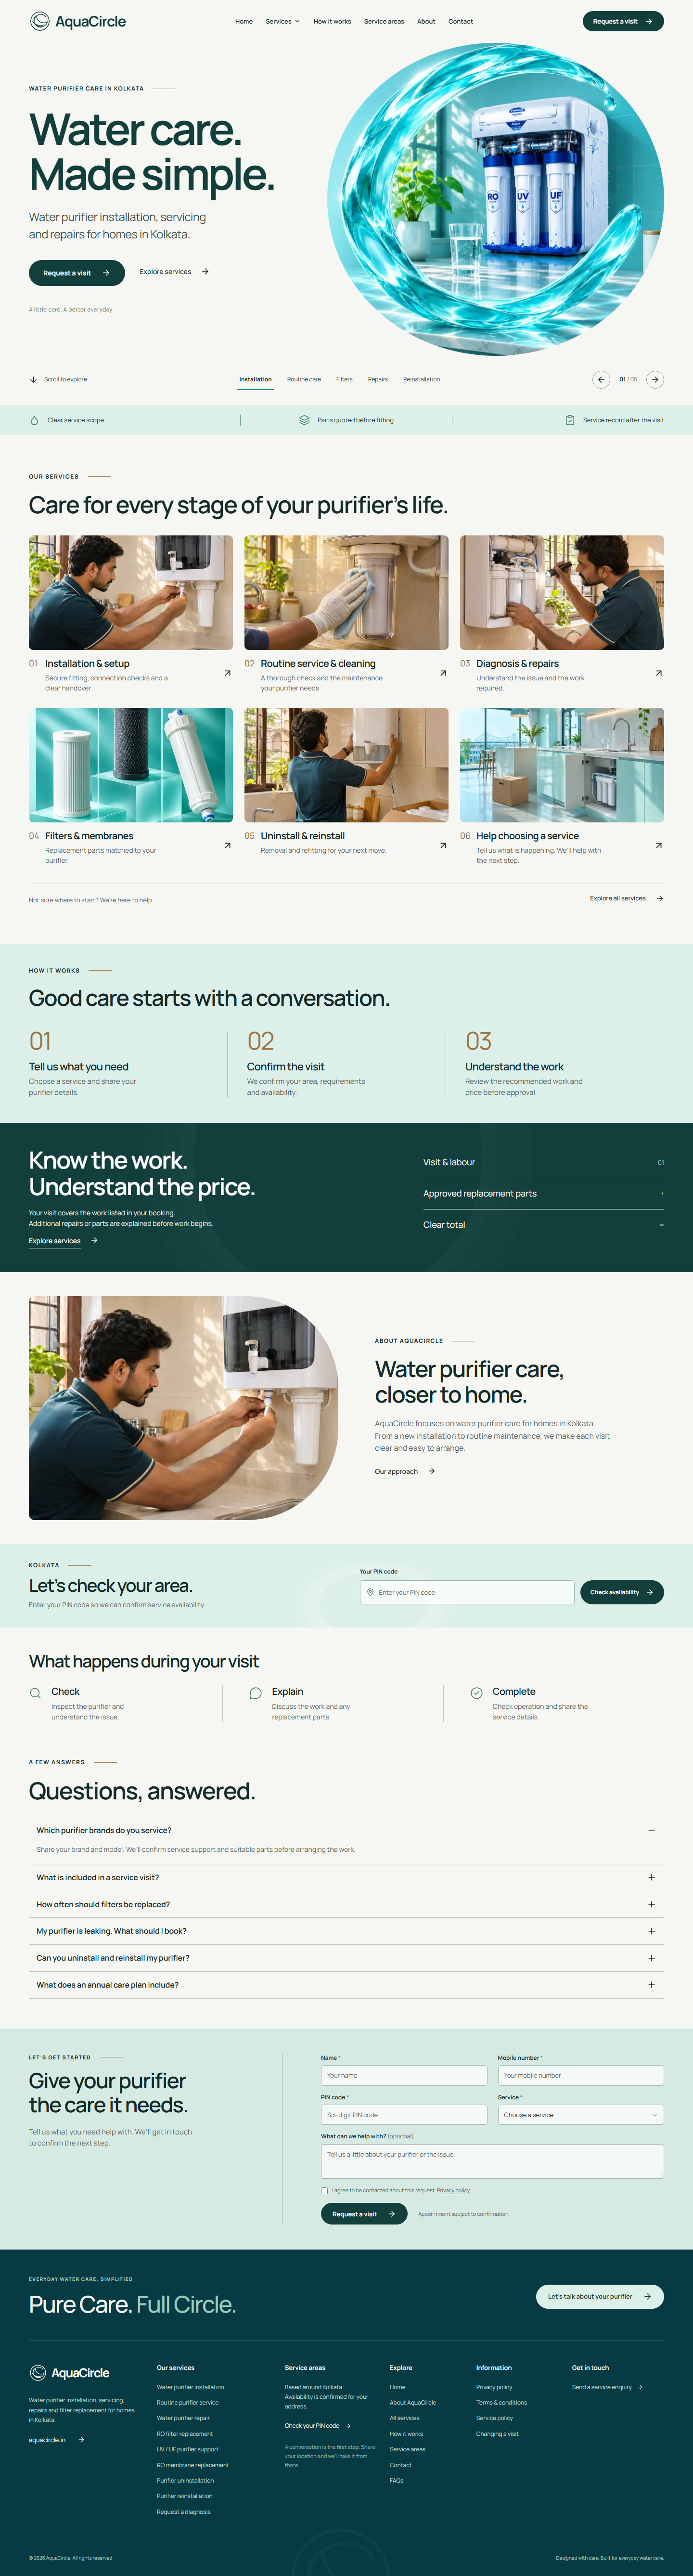 AquaCircle
Home
Services
How it works
Service areas
About
Contact
Request a visit
WATER PURIFIER CARE IN KOLKATA
Water care.
Made simple.
Water purifier installation, servicing
and repairs for homes in Kolkata.
Request a visit
Explore services
A little care. A better everyday.
RO
UV
UF
Scroll to explore
Installation
Routine care
Filters
Repairs
Reinstallation
01 / 05
Clear service scope
Parts quoted before fitting
Service record after the visit
OUR SERVICES
Care for every stage of your purifier's life.
01 Installation & setup
Secure fitting, connection checks and a
clear handover.
02 Routine service & cleaning
A thorough check and the maintenance
your purifier needs.
03 Diagnosis & repairs
Understand the issue and the work
required.
04 Filters & membranes
Replacement parts matched to your
purifier.
05 Uninstall & reinstall
Removal and refitting for your next move.
06 Help choosing a service
Tell us what is happening. We'll help with
the next step.
Not sure where to start? We're here to help.
Explore all services
HOW IT WORKS
Good care starts with a conversation.
01
Tell us what you need
Choose a service and share your
purifier details.
02
Confirm the visit
We confirm your area, requirements
and availability.
03
Understand the work
Review the recommended work and
price before approval.
Know the work.
Understand the price.
Your visit covers the work listed in your booking.
Additional repairs or parts are explained before work begins.
Explore services
Visit & labour
01
Approved replacement parts
+
Clear total
=
ABOUT AQUACIRCLE
Water purifier care,
closer to home.
AquaCircle focuses on water purifier care for homes in Kolkata.
From a new installation to routine maintenance, we make each visit
clear and easy to arrange.
Our approach
KOLKATA
Let's check your area.
Enter your PIN code so we can confirm service availability.
Your PIN code
Enter your PIN code
Check availability
What happens during your visit
Check
Inspect the purifier and
understand the issue.
Explain
Discuss the work and any
replacement parts.
Complete
Check operation and share the
service details.
A FEW ANSWERS
Questions, answered.
Which purifier brands do you service?
Share your brand and model. We'll confirm service support and suitable parts before arranging the work.
What is included in a service visit?
How often should filters be replaced?
My purifier is leaking. What should I book?
Can you uninstall and reinstall my purifier?
What does an annual care plan include?
LET'S GET STARTED
Give your purifier
the care it needs.
Tell us what you need help with. We'll get in touch
to confirm the next step.
Name *
Your name
Mobile number *
Your mobile number
PIN code *
Six-digit PIN code
Service *
Choose a service
What can we help with? (optional)
Tell us a little about your purifier or the issue.
I agree to be contacted about this request. Privacy policy
Request a visit
Appointment subject to confirmation.
EVERYDAY WATER CARE, SIMPLIFIED
Pure Care. Full Circle.
Let's talk about your purifier
AquaCircle
Water purifier installation, servicing,
repairs and filter replacement for homes
in Kolkata.
aquacircle.in
Our services
Water purifier installation
Routine purifier service
Water purifier repair
RO filter replacement
UV / UF purifier support
RO membrane replacement
Purifier uninstallation
Purifier reinstallation
Request a diagnosis
Service areas
Based around Kolkata.
Availability is confirmed for your
address.
Check your PIN code
A conversation is the first step. Share
your location and we'll take it from
there.
Explore
Home
About AquaCircle
All services
How it works
Service areas
Contact
FAQs
Information
Privacy policy
Terms & conditions
Service policy
Changing a visit
Get in touch
Send a service enquiry
© 2026 AquaCircle. All rights reserved.
Designed with care. Built for everyday water care.